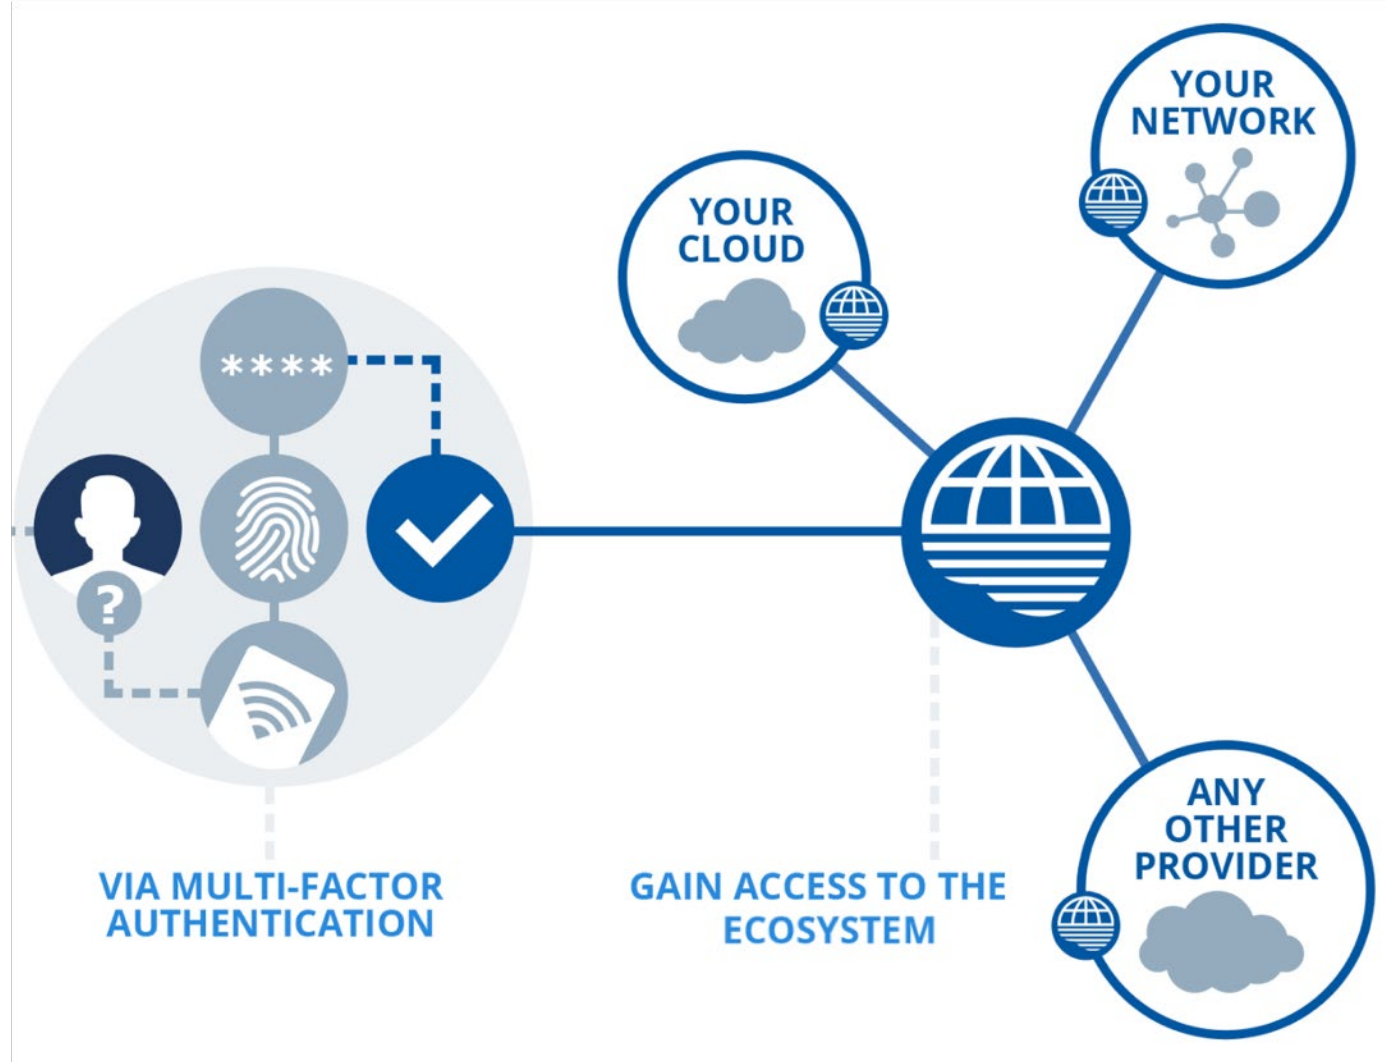 YOUR
NETWORK
YOUR
CLOUD
****
?
ANY
OTHER
PROVIDER
VIA MULTI-FACTOR
AUTHENTICATION
GAIN ACCESS TO THE
ECOSYSTEM